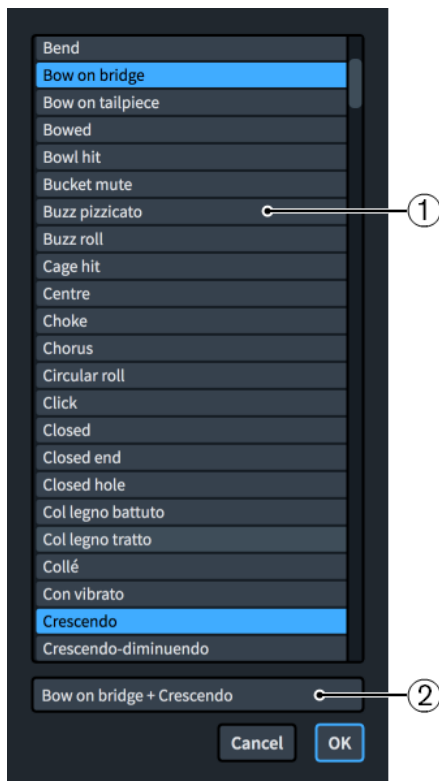 Bend
Bow on bridge
Bow on tailpiece
Bowed
Bowl hit
Bucket mute
Buzz pizzicato
1
Buzz roll
Cage hit
Centre
Choke
Chorus
Circular roll
Click
Closed
Closed end
Closed hole
Col legno battuto
Col legno tratto
Collé
Con vibrato
Crescendo
Crescendo-diminuendo
Bow on bridge + Crescendo
2
Cancel OK